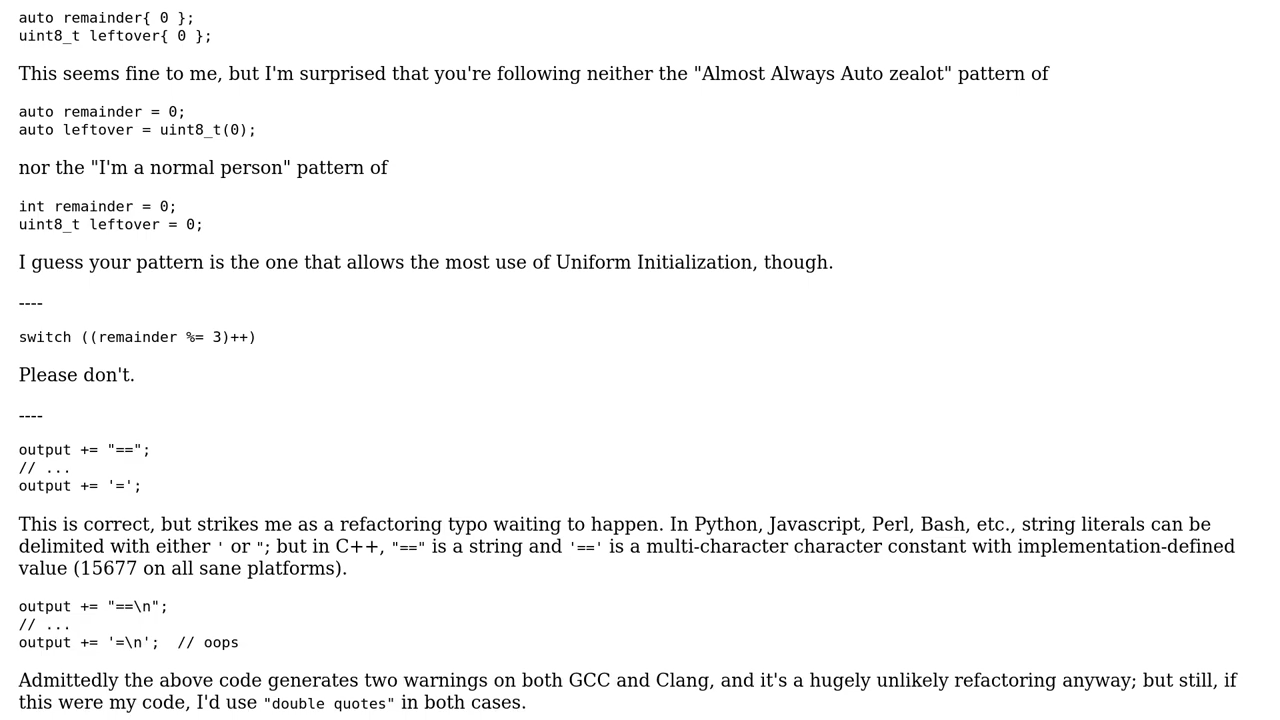 auto remainder{ 0 };
uint8_t leftover{ 0 };
This seems fine to me, but I'm surprised that you're following neither the "Almost Always Auto zealot" pattern of
auto remainder = 0;
auto leftover = uint8_t(0);
nor the "I'm a normal person" pattern of
int remainder = 0;
uint8_t leftover = 0;
I guess your pattern is the one that allows the most use of Uniform Initialization, though.
----
switch ((remainder %= 3)++)
Please don't.
----
output += "==";
// ...
output += '=';
This is correct, but strikes me as a refactoring typo waiting to happen. In Python, Javascript, Perl, Bash, etc., string literals can be
delimited with either ' or "; but in C++, "==" is a string and '==' is a multi-character character constant with implementation-defined
value (15677 on all sane platforms).
output += "==\n";
// ...
output += '=\n';  // oops
Admittedly the above code generates two warnings on both GCC and Clang, and it's a hugely unlikely refactoring anyway; but still, if
this were my code, I'd use "double quotes" in both cases.